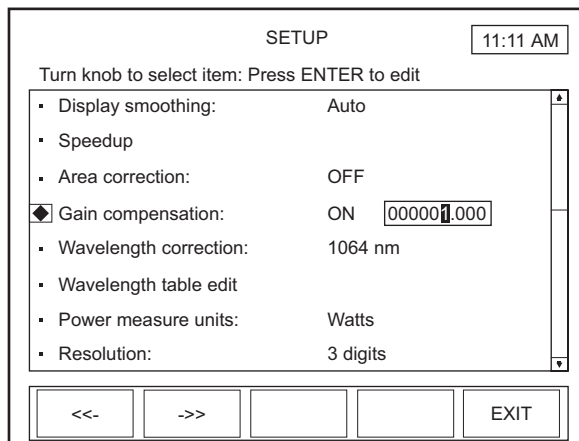 SETUP
11:11 AM
Turn knob to select item: Press ENTER to edit
Display smoothing: Auto
Speedup
Area correction: OFF
Gain compensation: ON 000001.000
Wavelength correction: 1064 nm
Wavelength table edit
Power measure units: Watts
Resolution: 3 digits
<<- ->> EXIT